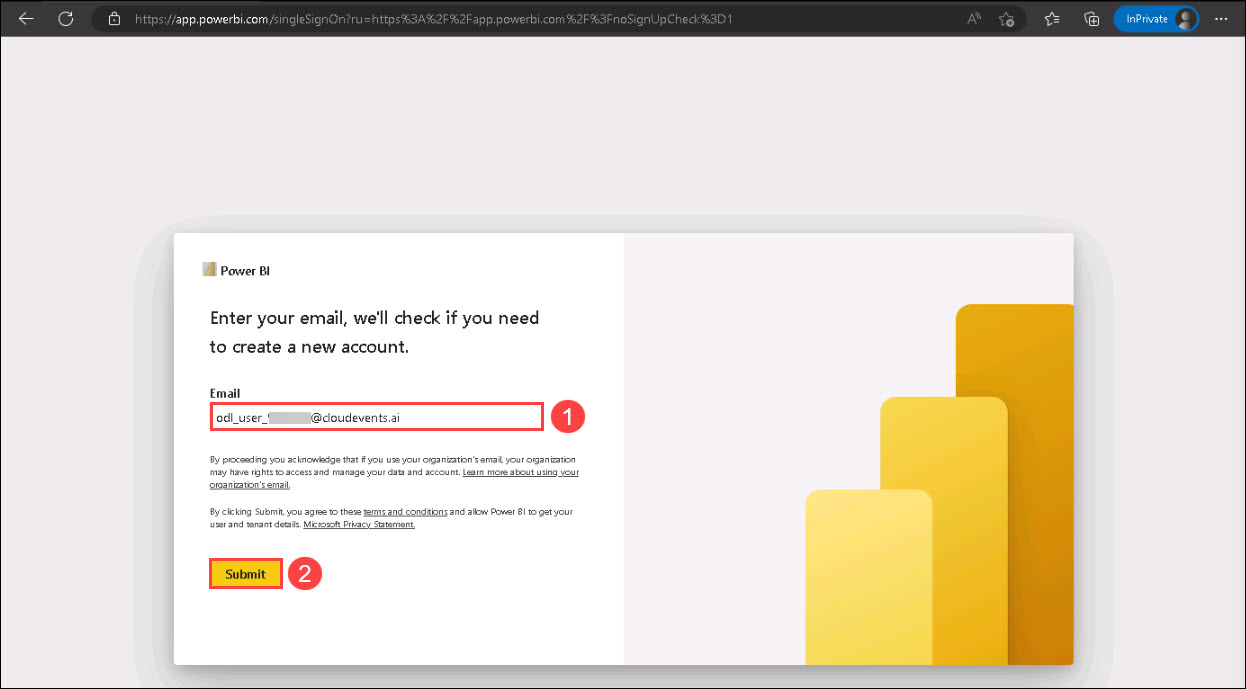 https://app.powerbi.com/singleSignOn?ru=https%3A%2F%2Fapp.powerbi.com%2F%3FnoSignUpCheck%3D1
InPrivate
Power BI
Enter your email, we'll check if you need
to create a new account.
Email
odl_user_ @cloudevents.ai
1
By proceeding you acknowledge that if you use your organization's email, your organization
may have rights to access and manage your data and account. Learn more about using your
organization's email.
By clicking Submit, you agree to these terms and conditions and allow Power BI to get your
user and tenant details. Microsoft Privacy Statement.
Submit
2